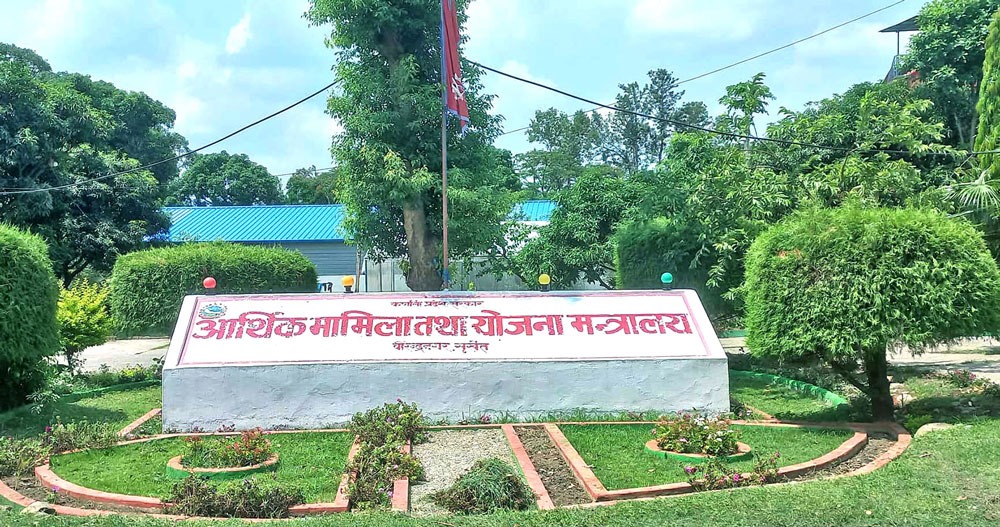 कर्णाली प्रदेश सरकार
आर्थिक मामिला तथा योजना मन्त्रालय
वीरेन्द्रनगर, सुर्खेत